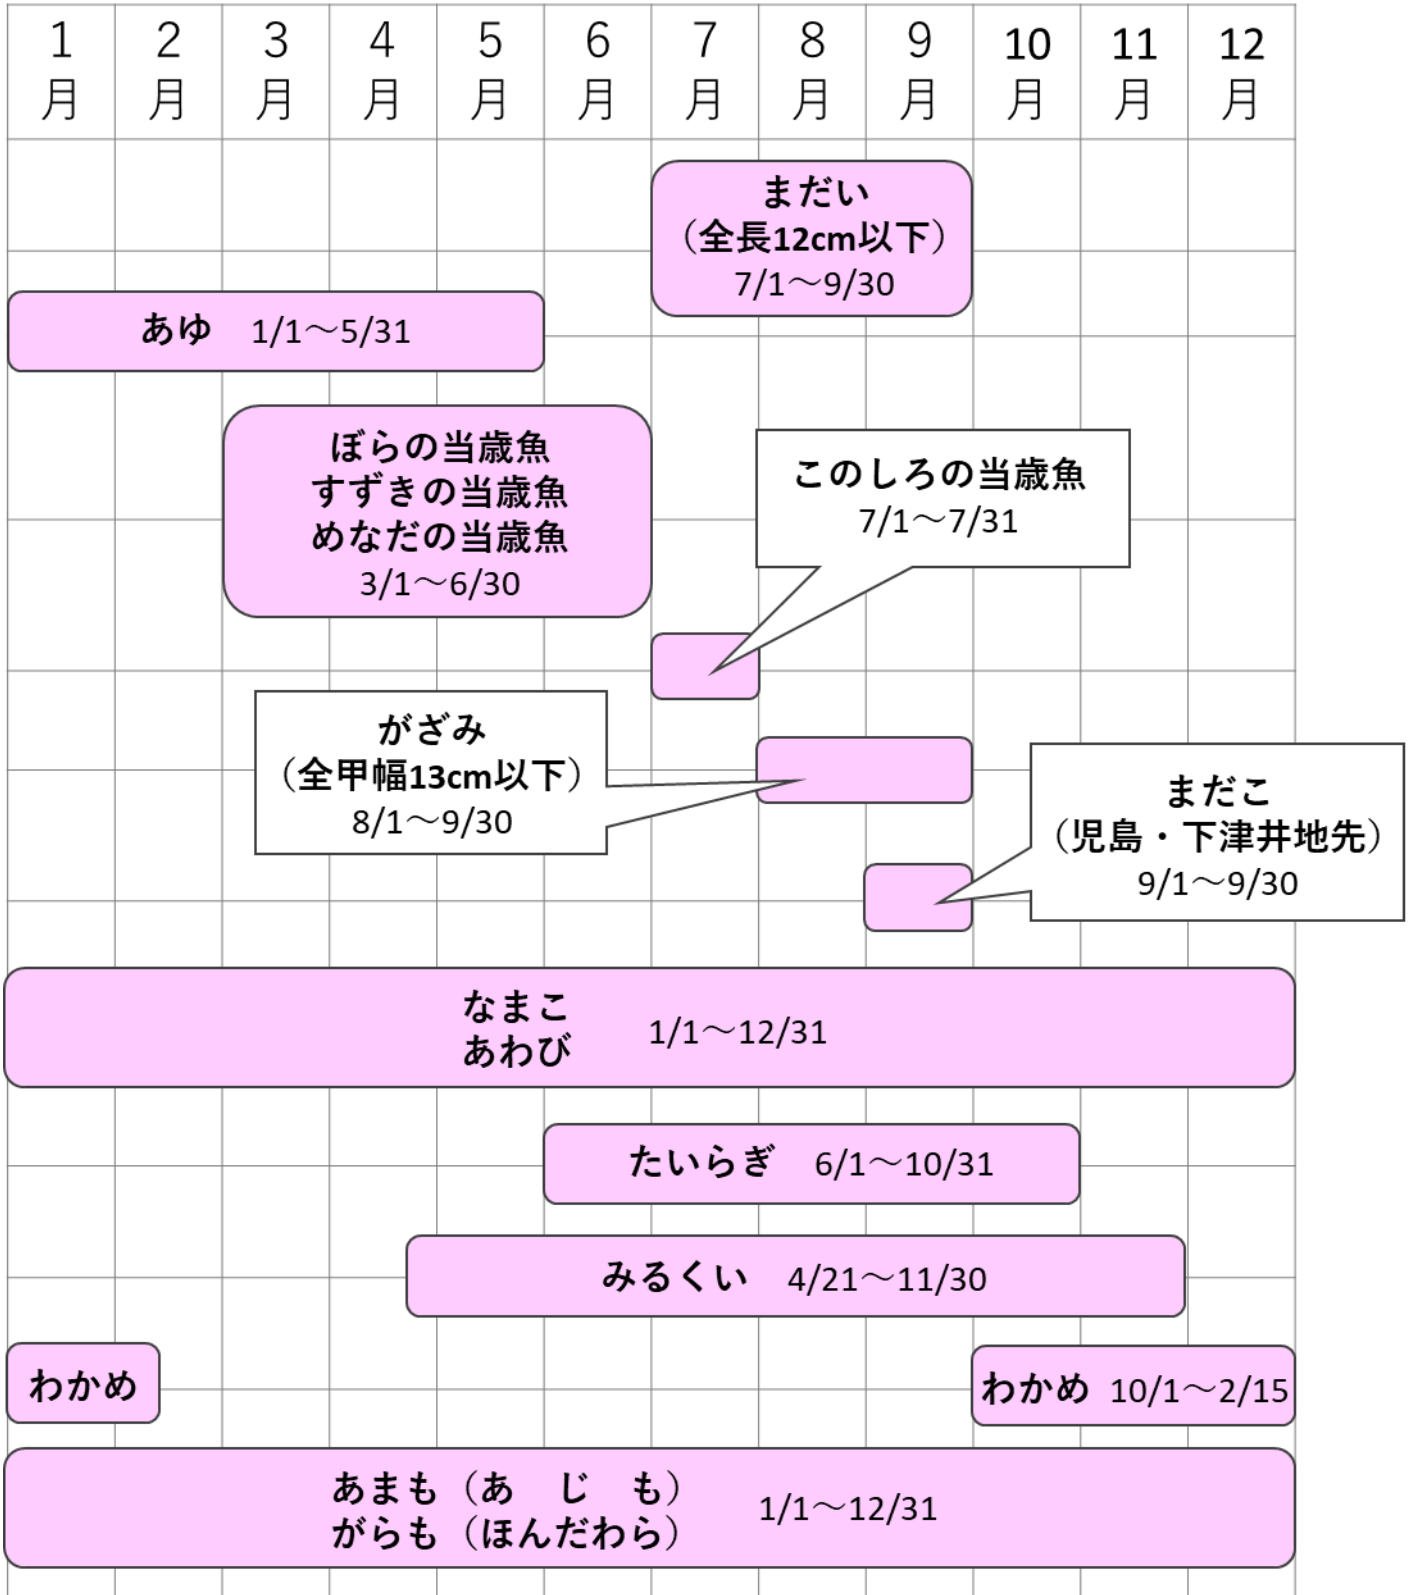 1月 2月 3月 4月 5月 6月 7月 8月 9月 10月 11月 12月
まだい
（全長12cm以下）
7/1～9/30
あゆ 1/1～5/31
ぼらの当歳魚
すずきの当歳魚
めなだの当歳魚
3/1～6/30
このしろの当歳魚
7/1～7/31
がざみ
（全甲幅13cm以下）
8/1～9/30
まだこ
（児島・下津井地先）
9/1～9/30
なまこ
あわび
1/1～12/31
たいらぎ 6/1～10/31
みるくい 4/21～11/30
わかめ
わかめ 10/1～2/15
あまも（あ　じ　も）
がらも（ほんだわら）
1/1～12/31